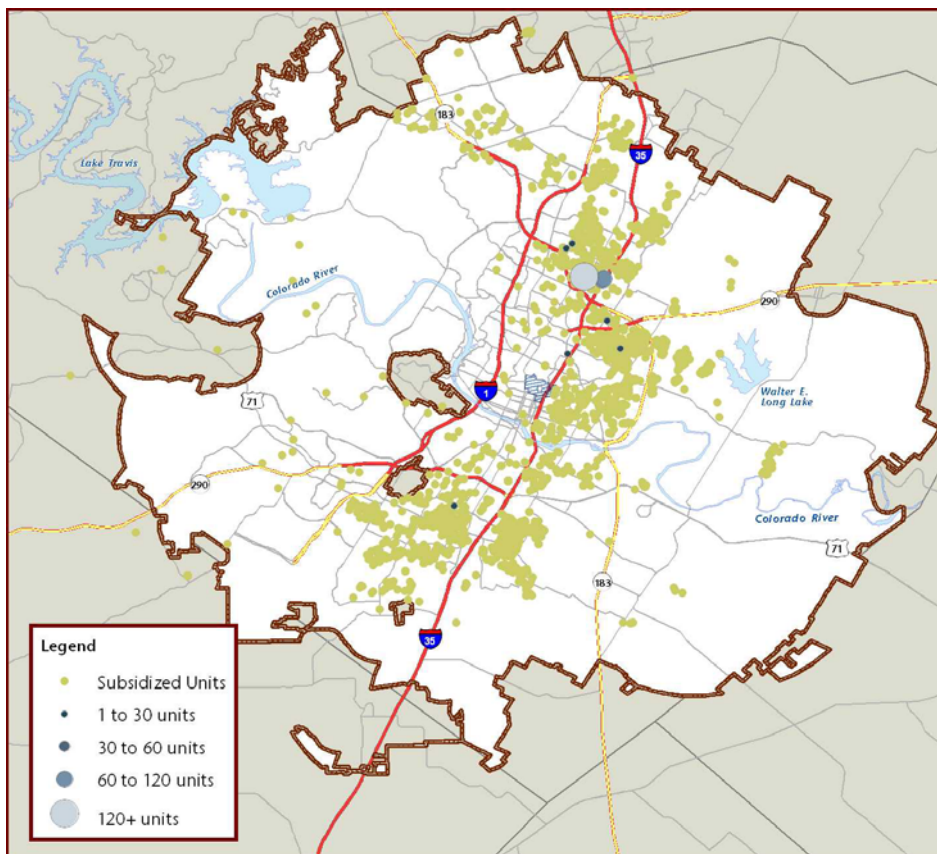 183
35
Lake Travis
Colorado River
290
1
71
Walter E.
Long Lake
290
Colorado River
71
183
35
Legend
Subsidized Units
1 to 30 units
30 to 60 units
60 to 120 units
120+ units